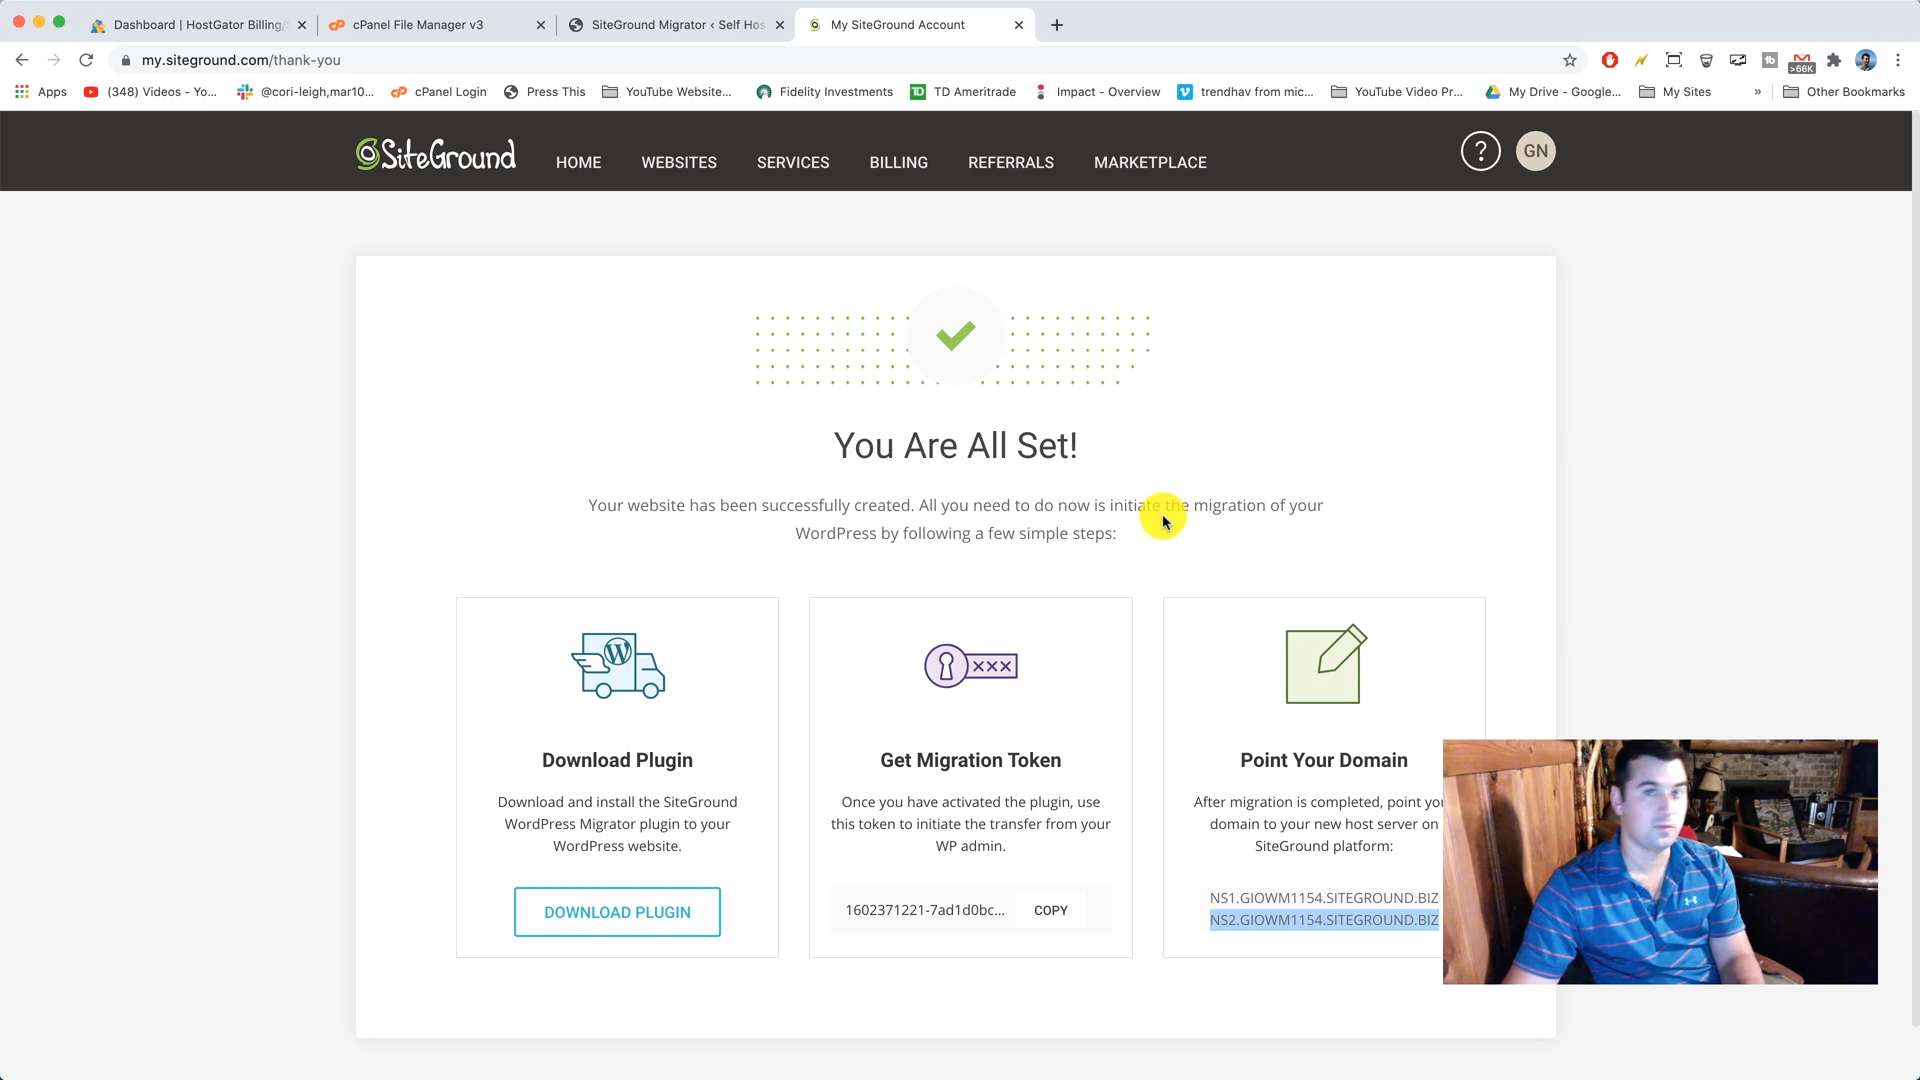 Dashboard | HostGator Billing/
cPanel File Manager v3
SiteGround Migrator ‹ Self Hos
My SiteGround Account
my.siteground.com/thank-you
>66K
Apps
(348) Videos - Yo...
@cori-leigh,mar10...
cPanel Login
Press This
YouTube Website...
Fidelity Investments
TD Ameritrade
Impact - Overview
trendhav from mic...
YouTube Video Pr...
My Drive - Google...
My Sites
»
Other Bookmarks
SiteGround
HOME
WEBSITES
SERVICES
BILLING
REFERRALS
MARKETPLACE
?
GN
You Are All Set!
Your website has been successfully created. All you need to do now is initiate the migration of your
WordPress by following a few simple steps:
Download Plugin
Download and install the SiteGround
WordPress Migrator plugin to your
WordPress website.
DOWNLOAD PLUGIN
XXX
Get Migration Token
Once you have activated the plugin, use
this token to initiate the transfer from your
WP admin.
1602371221-7ad1d0bc...
COPY
Point Your Domain
After migration is completed, point you
domain to your new host server on
SiteGround platform:
NS1.GIOWM1154.SITEGROUND.BIZ
NS2.GIOWM1154.SITEGROUND.BIZ